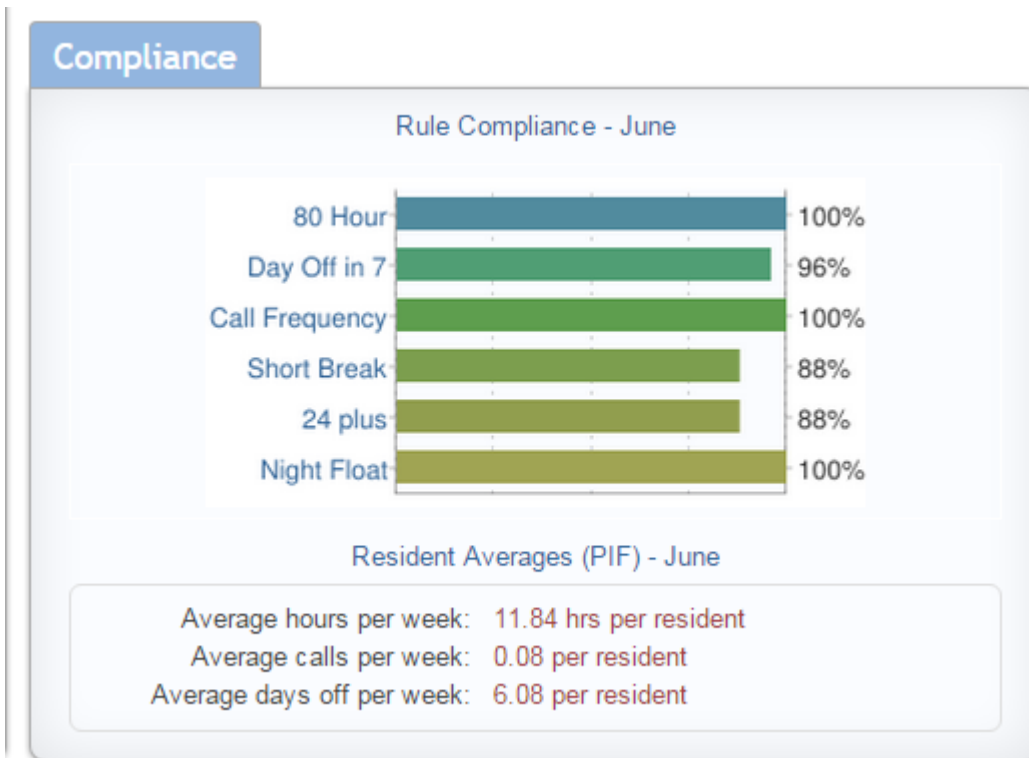 Compliance
Rule Compliance - June
80 Hour 100%
Day Off in 7 96%
Call Frequency 100%
Short Break 88%
24 plus 88%
Night Float 100%
Resident Averages (PIF) - June
Average hours per week: 11.84 hrs per resident
Average calls per week: 0.08 per resident
Average days off per week: 6.08 per resident